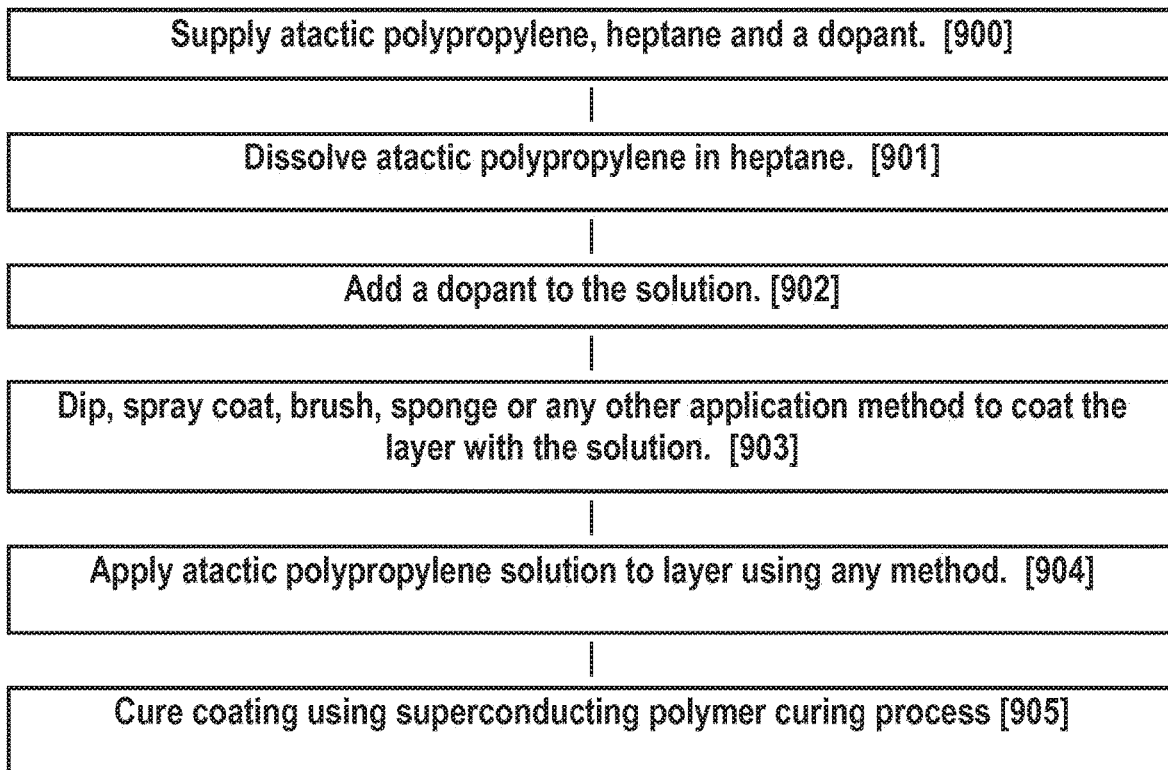 Supply atactic polypropylene, heptane and a dopant. [900]
Dissolve atactic polypropylene in heptane. [901]
Add a dopant to the solution. [902]
Dip, spray coat, brush, sponge or any other application method to coat the
layer with the solution. [903]
Apply atactic polypropylene solution to layer using any method. [904]
Cure coating using superconducting polymer curing process [905]